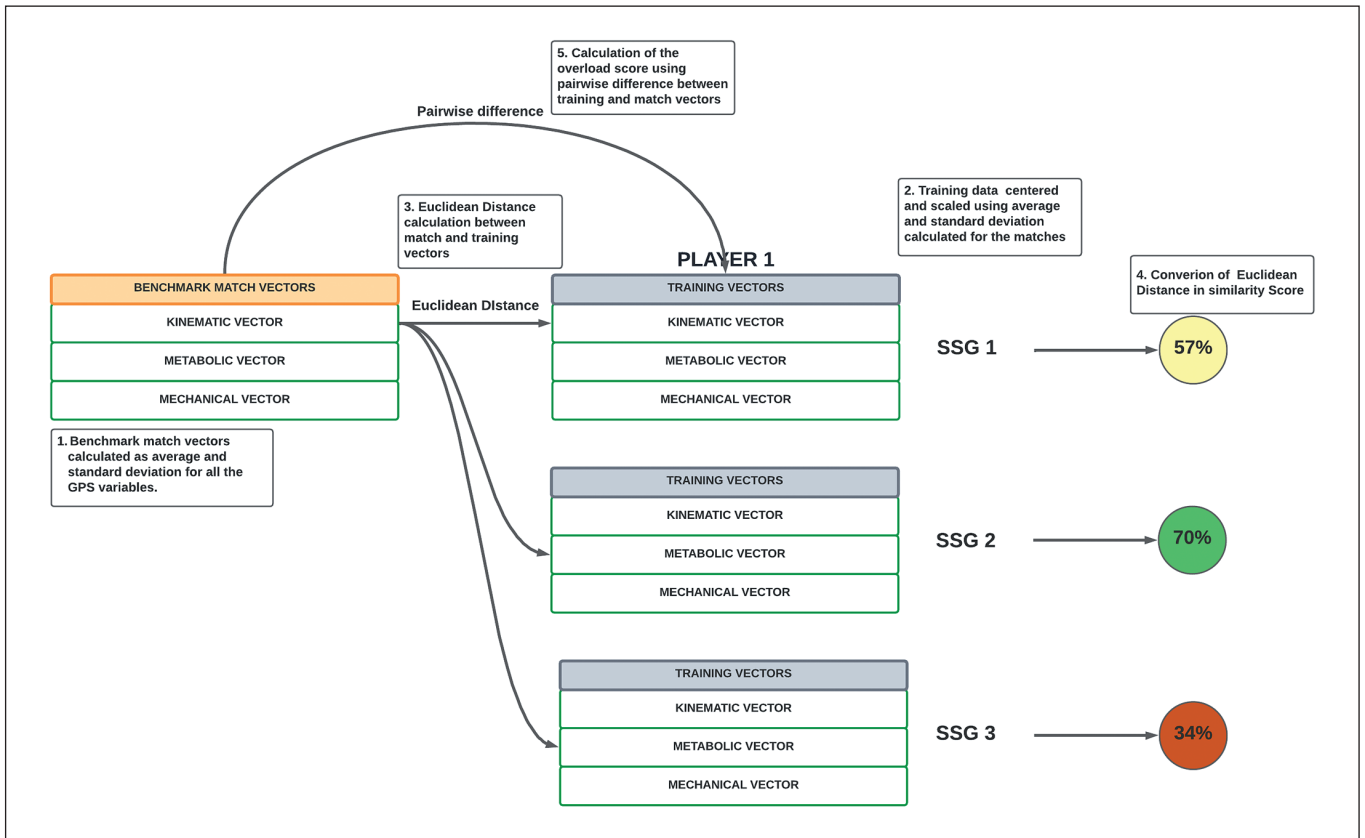 5. Calculation of the
overload score using
pairwise difference between
training and match vectors
Pairwise difference
2. Training data  centered
and scaled using average
and standard deviation
calculated for the matches
3. Euclidean Distance
calculation between
match and training
vectors
PLAYER 1
4. Converion of  Euclidean
Distance in similarity Score
BENCHMARK MATCH VECTORS
KINEMATIC VECTOR
METABOLIC VECTOR
MECHANICAL VECTOR
Euclidean DIstance
TRAINING VECTORS
KINEMATIC VECTOR
METABOLIC VECTOR
MECHANICAL VECTOR
SSG 1
57%
1. Benchmark match vectors
calculated as average and
standard deviation for all the
GPS variables.
TRAINING VECTORS
KINEMATIC VECTOR
METABOLIC VECTOR
MECHANICAL VECTOR
SSG 2
70%
TRAINING VECTORS
KINEMATIC VECTOR
METABOLIC VECTOR
MECHANICAL VECTOR
SSG 3
34%